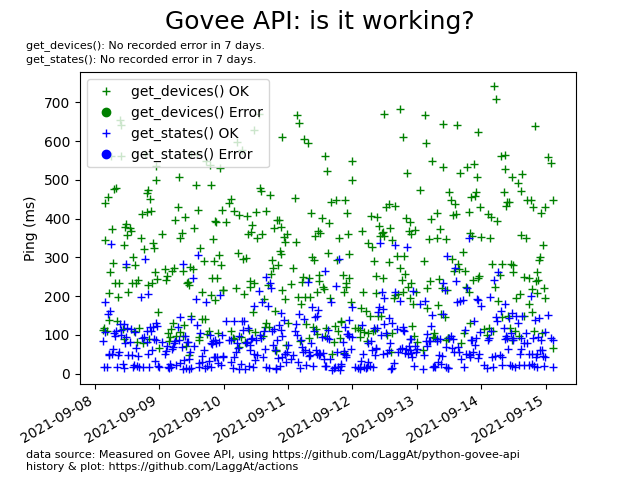 Govee API: is it working?
get_devices(): No recorded error in 7 days.
get_states(): No recorded error in 7 days.
get_devices() OK
get_devices() Error
get_states() OK
get_states() Error
Ping (ms)
700
600
500
400
300
200
100
0
2021-09-08
2021-09-09
2021-09-10
2021-09-11
2021-09-12
2021-09-13
2021-09-14
2021-09-15
data source: Measured on Govee API, using https://github.com/LaggAt/python-govee-api
history & plot: https://github.com/LaggAt/actions